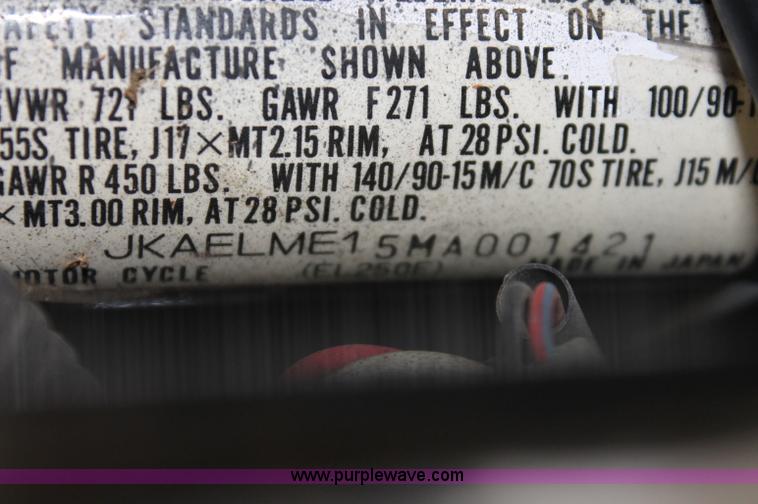 SAFETY STANDARDS IN EFFECT ON THE
OF MANUFACTURE SHOWN ABOVE.
GVWR 721 LBS. GAWR F 271 LBS. WITH 100/90-1
55S TIRE, J17×MT2.15 RIM, AT 28 PSI. COLD.
GAWR R 450 LBS. WITH 140/90-15 M/C 70S TIRE, J15 M/C
×MT3.00 RIM, AT 28 PSI. COLD.
JKAELME15MA001421
MOTOR CYCLE (EL250E) MADE IN JAPAN
www.purplewave.com